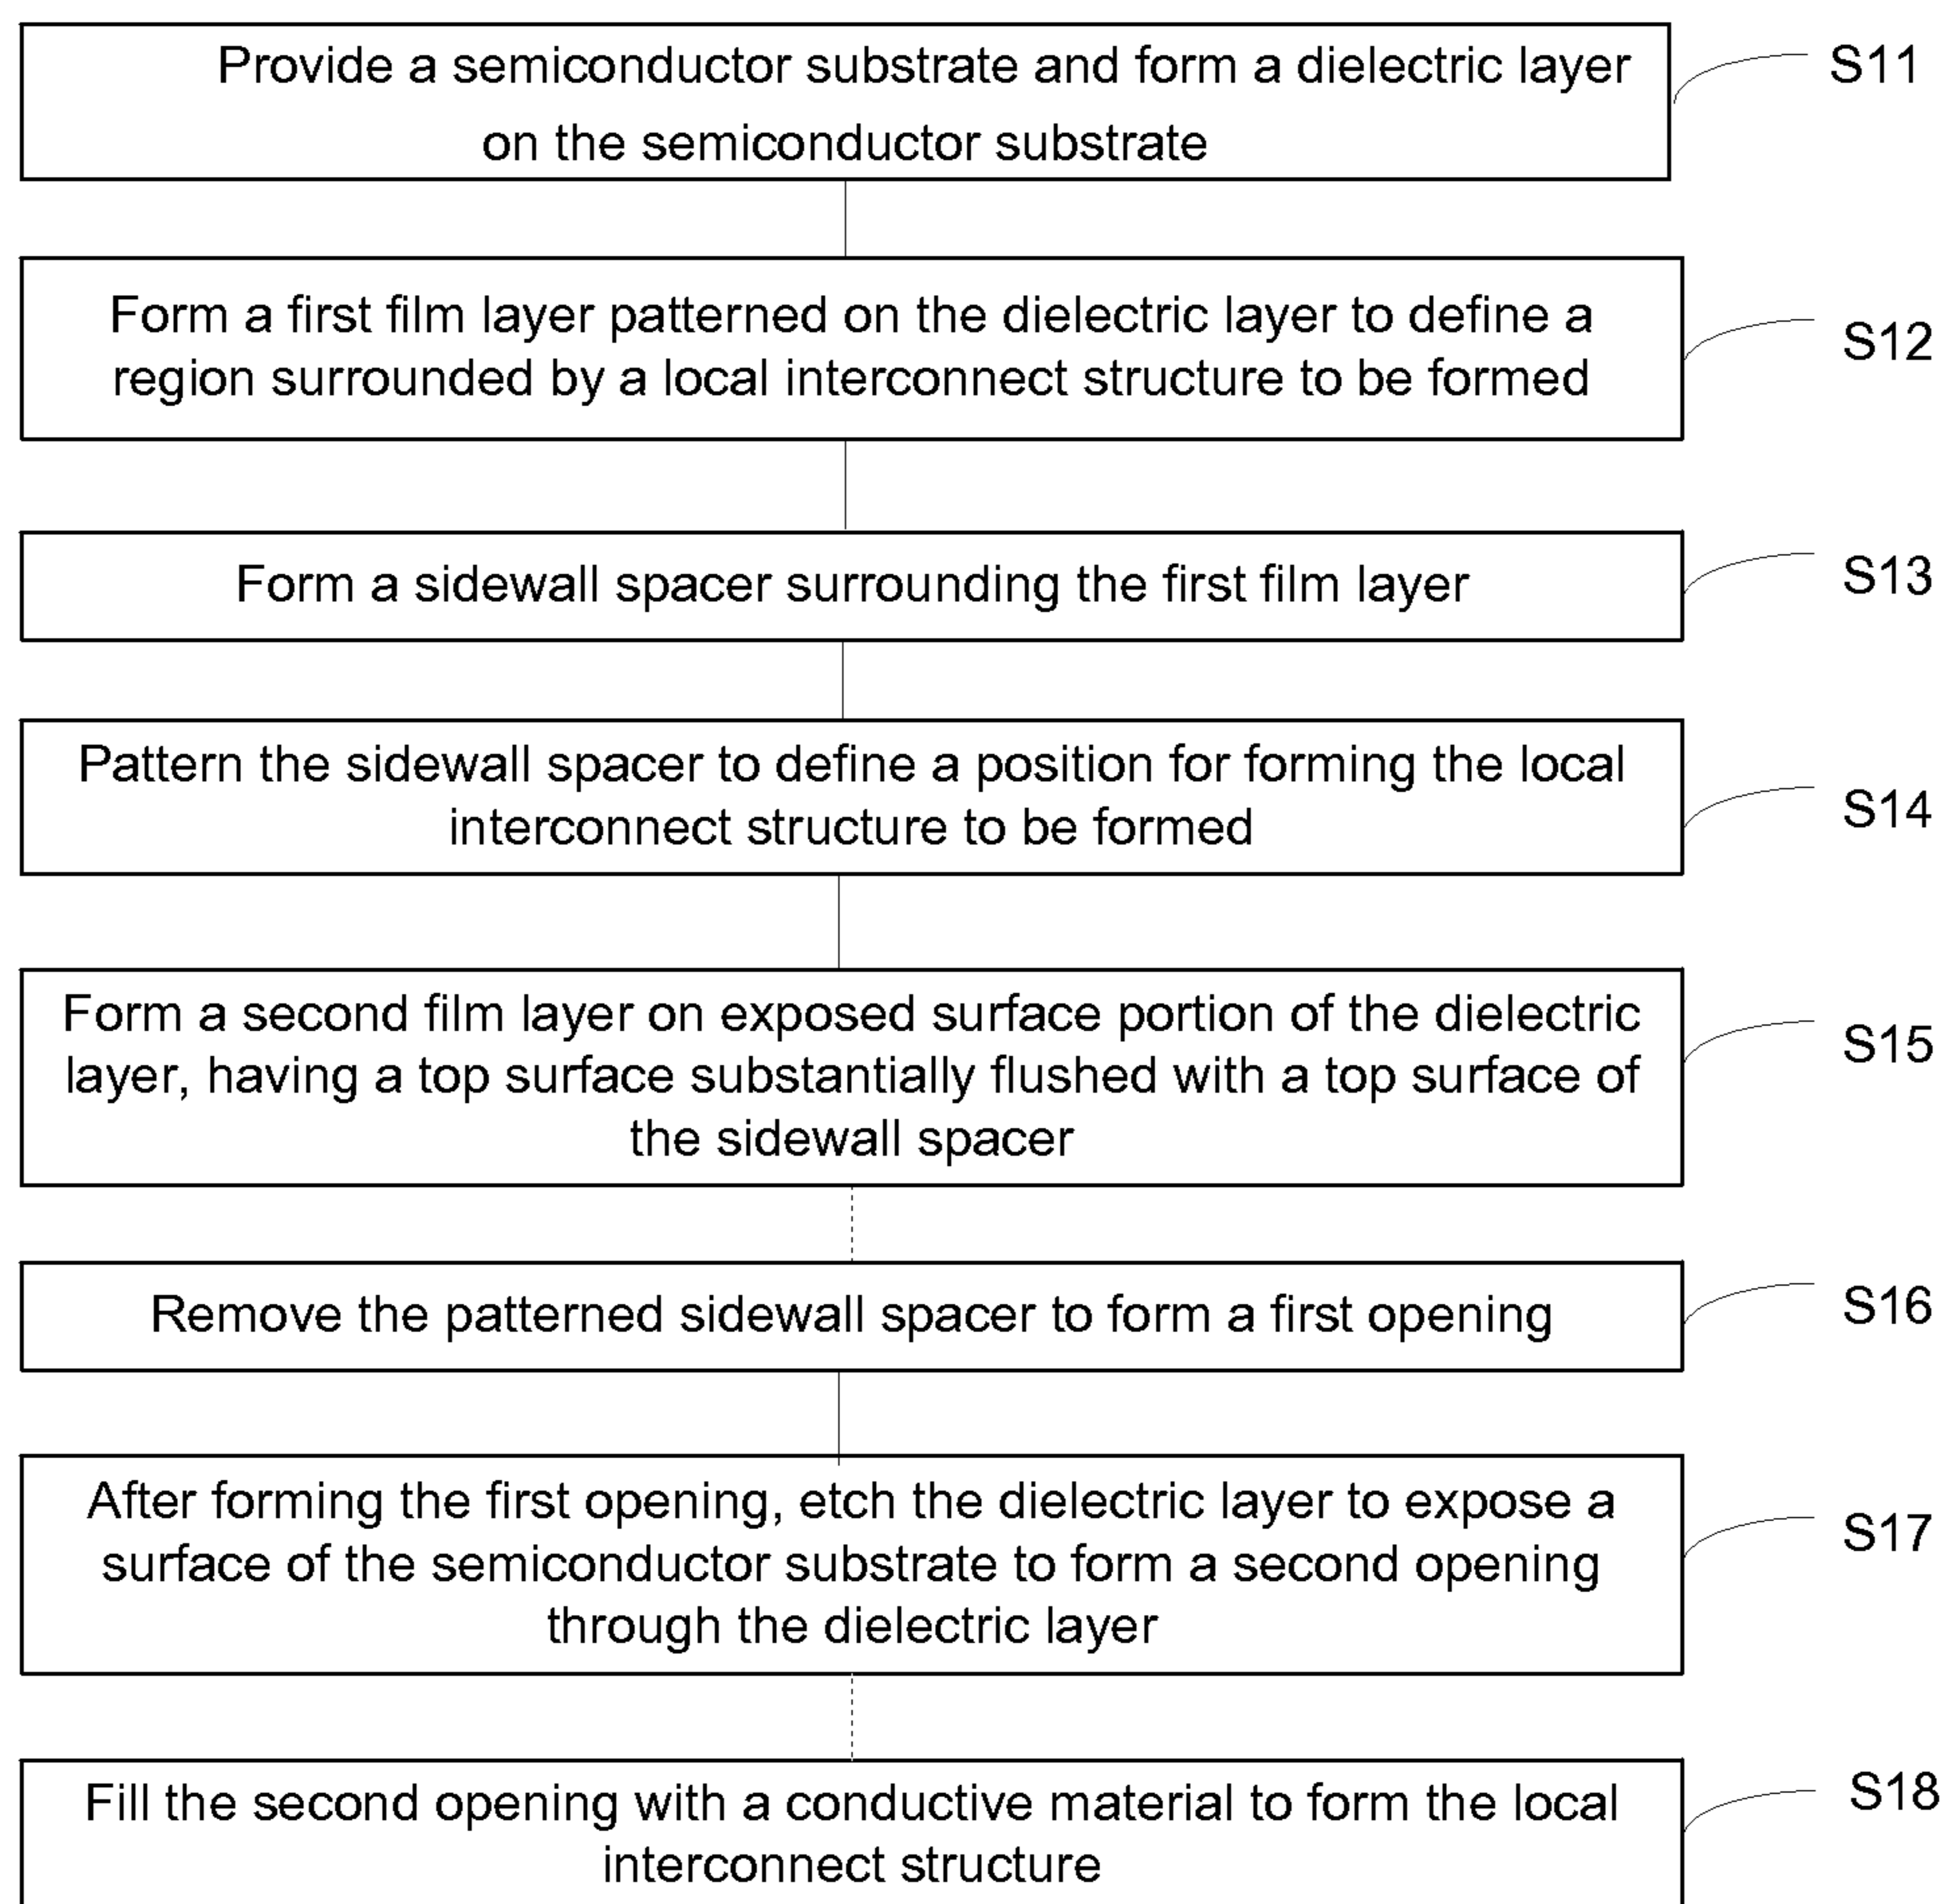 Provide a semiconductor substrate and form a dielectric layer
on the semiconductor substrate
S11
Form a first film layer patterned on the dielectric layer to define a
region surrounded by a local interconnect structure to be formed
S12
Form a sidewall spacer surrounding the first film layer
S13
Pattern the sidewall spacer to define a position for forming the local
interconnect structure to be formed
S14
Form a second film layer on exposed surface portion of the dielectric
layer, having a top surface substantially flushed with a top surface of
the sidewall spacer
S15
Remove the patterned sidewall spacer to form a first opening
S16
After forming the first opening, etch the dielectric layer to expose a
surface of the semiconductor substrate to form a second opening
through the dielectric layer
S17
Fill the second opening with a conductive material to form the local
interconnect structure
S18